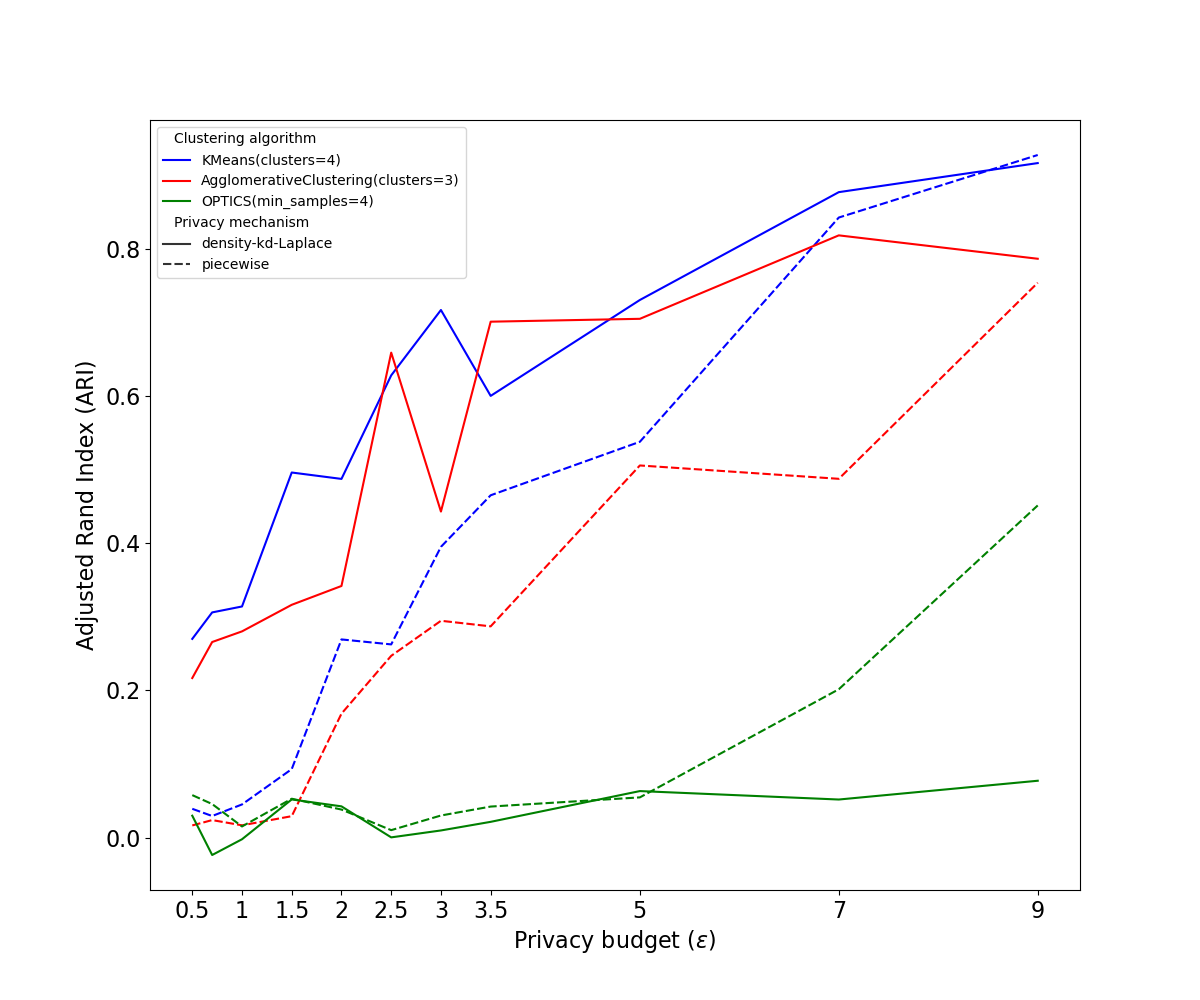 Clustering algorithm
KMeans(clusters=4)
AgglomerativeClustering(clusters=3)
OPTICS(min_samples=4)
Privacy mechanism
density-kd-Laplace
piecewise
Adjusted Rand Index (ARI)
0.8
0.6
0.4
0.2
0.0
0.5 1 1.5 2 2.5 3 3.5 5 7 9
Privacy budget (ε)